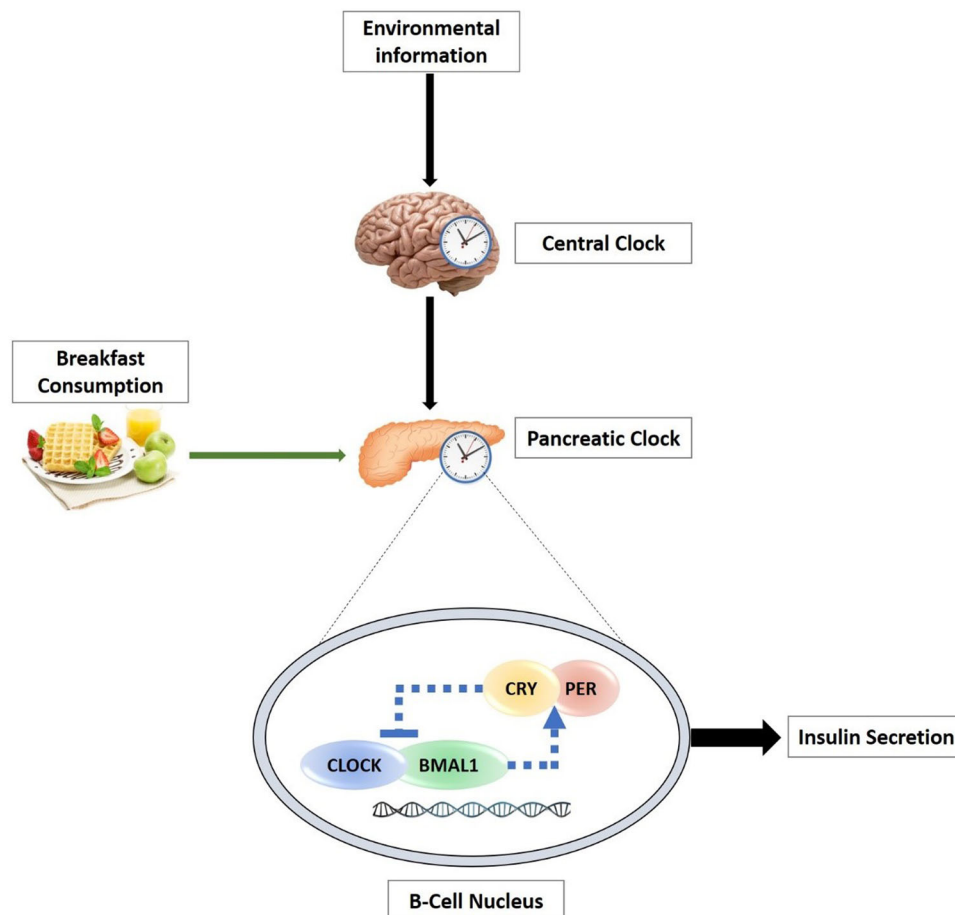 Environmental
information
Central Clock
Breakfast
Consumption
Pancreatic Clock
CRY
PER
CLOCK
BMAL1
Insulin Secretion
B-Cell Nucleus